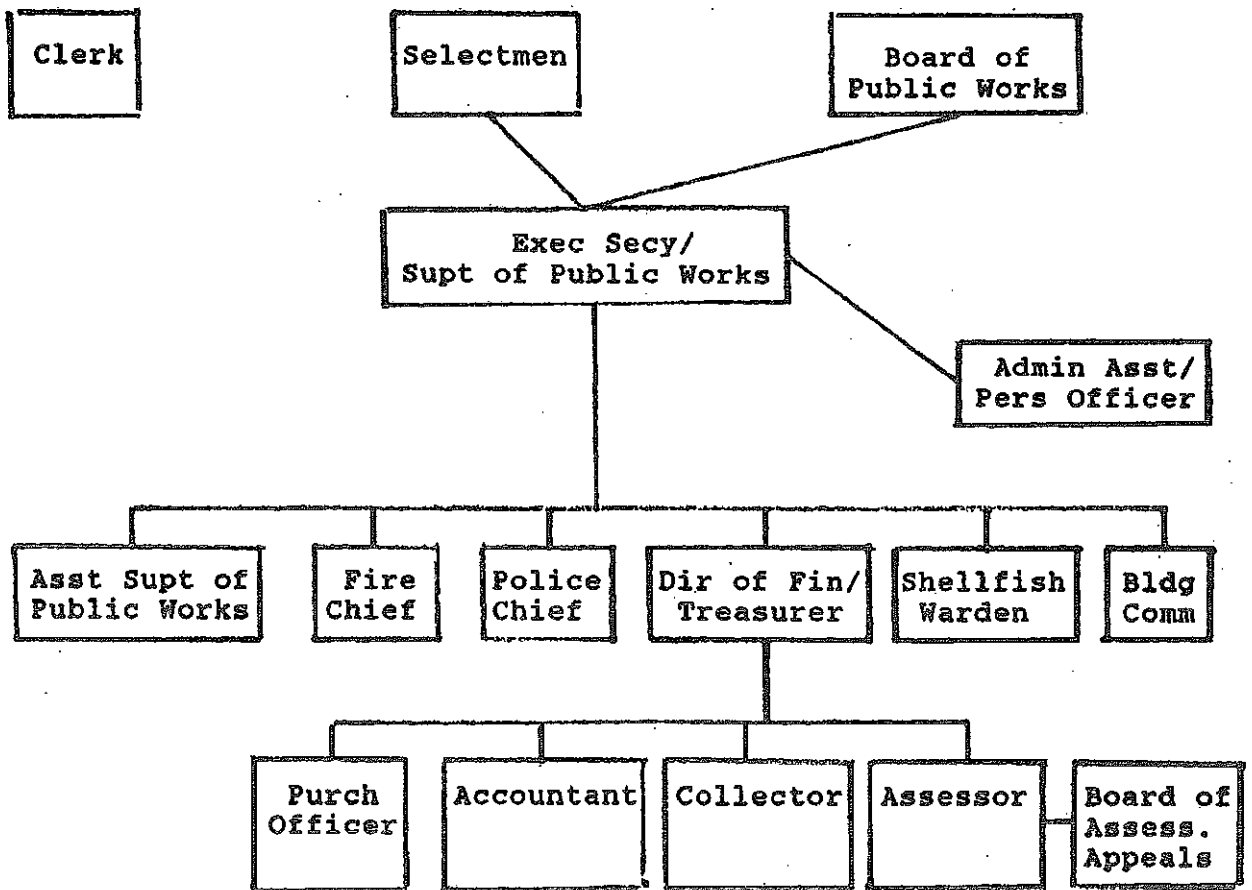 Clerk
Selectmen
Board of
Public Works
Exec Secy/
Supt of Public Works
Admin Asst/
Pers Officer
Asst Supt of
Public Works
Fire
Chief
Police
Chief
Dir of Fin/
Treasurer
Shellfish
Warden
Bldg
Comm
Purch
Officer
Accountant
Collector
Assessor
Board of
Assess.
Appeals